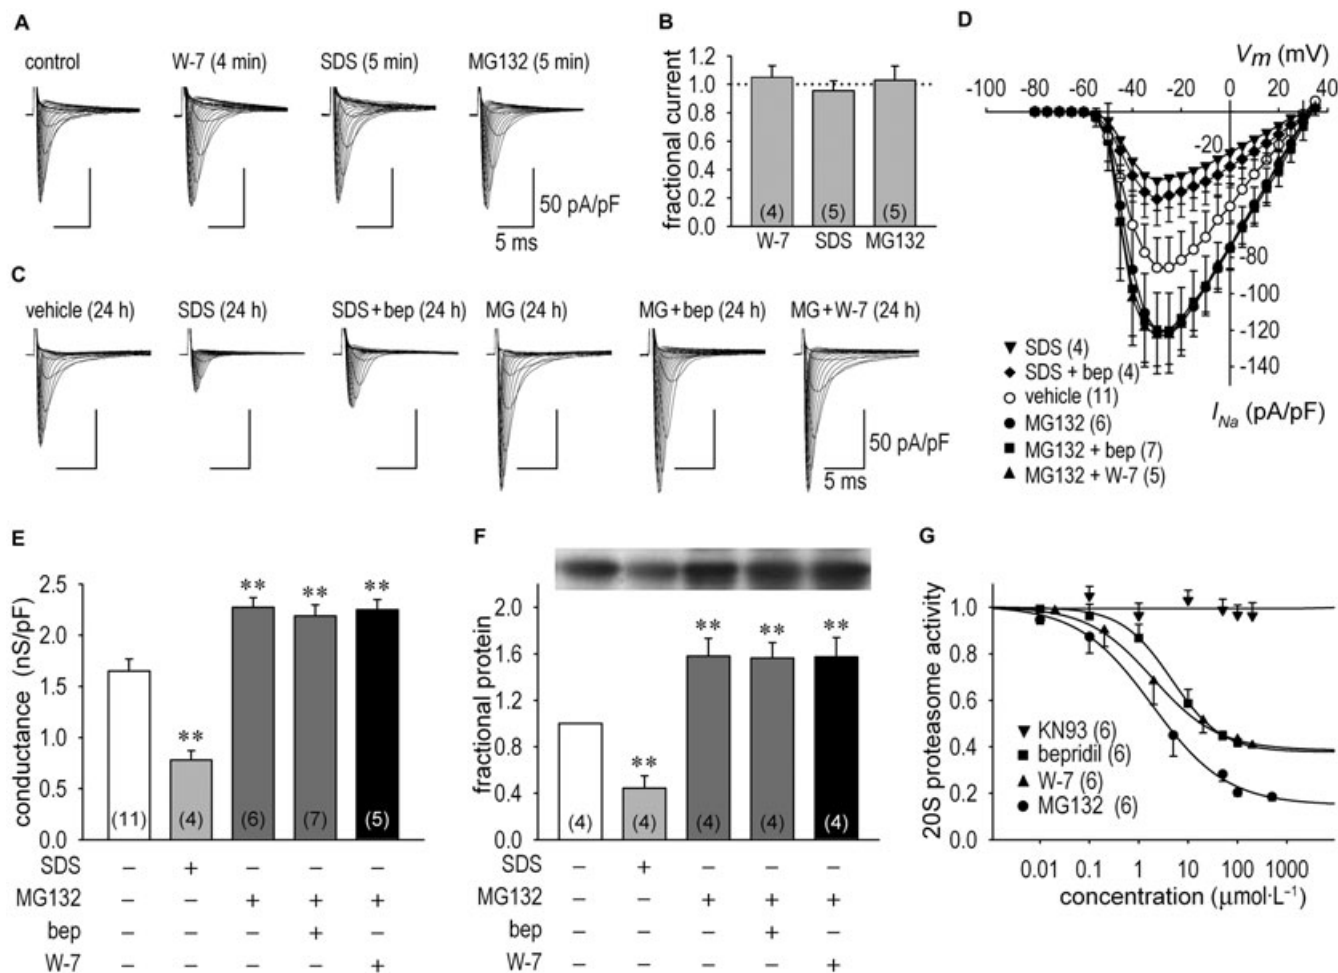 A
control
W-7 (4 min)
SDS (5 min)
MG132 (5 min)
50 pA/pF
5 ms
B
fractional current
1.2
1.0
0.8
0.6
0.4
0.2
0.0
(4)
(5)
(5)
W-7
SDS
MG132
C
vehicle (24 h)
SDS (24 h)
SDS + bep (24 h)
MG (24 h)
MG + bep (24 h)
MG + W-7 (24 h)
50 pA/pF
5 ms
D
Vm (mV)
-100 -80 -60 -40 -20 0 20 40
-20
-80
-100
-120
-140
INa (pA/pF)
SDS (4)
SDS + bep (4)
vehicle (11)
MG132 (6)
MG132 + bep (7)
MG132 + W-7 (5)
E
conductance (nS/pF)
2.5
2.0
1.5
1.0
0.5
0.0
** ** ** **
(11) (4) (6) (7) (5)
SDS – + – – –
MG132 – – + + +
bep – – – + –
W-7 – – – – +
F
fractional protein
2.0
1.6
1.2
0.8
0.4
0.0
** ** ** **
(4) (4) (4) (4) (4)
SDS – + – – –
MG132 – – + + +
bep – – – + –
W-7 – – – – +
G
20S proteasome activity
1.0
0.8
0.6
0.4
0.2
0.0
KN93 (6)
bepridil (6)
W-7 (6)
MG132 (6)
0.01 0.1 1 10 100 1000
concentration (µmol·L⁻¹)